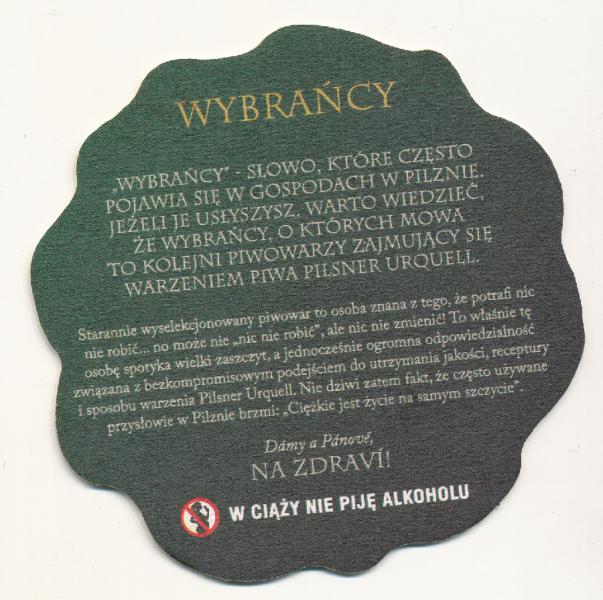 WYBRAŃCY
„WYBRAŃCY" - SŁOWO, KTÓRE CZĘSTO
POJAWIA SIĘ W GOSPODACH W PILZNIE.
JEŻELI JE USŁYSZYSZ, WARTO WIEDZIEĆ,
ŻE WYBRAŃCY, O KTÓRYCH MOWA
TO KOLEJNI PIWOWARZY ZAJMUJĄCY SIĘ
WARZENIEM PIWA PILSNER URQUELL.
Starannie wyselekcjonowany piwowar to osoba znana z tego, że potrafi nic
nie robić... no może nie „nic nie robić", ale nic nie zmienić! To właśnie tę
osobę spotyka wielki zaszczyt, a jednocześnie ogromna odpowiedzialność
związana z bezkompromisowym podejściem do utrzymania jakości, receptury
i sposobu warzenia Pilsner Urquell. Nie dziwi zatem fakt, że często używane
przysłowie w Pilznie brzmi: „Ciężkie jest życie na samym szczycie".
Dámy a Pánové,
NA ZDRAVÍ!
W CIĄŻY NIE PIJĘ ALKOHOLU